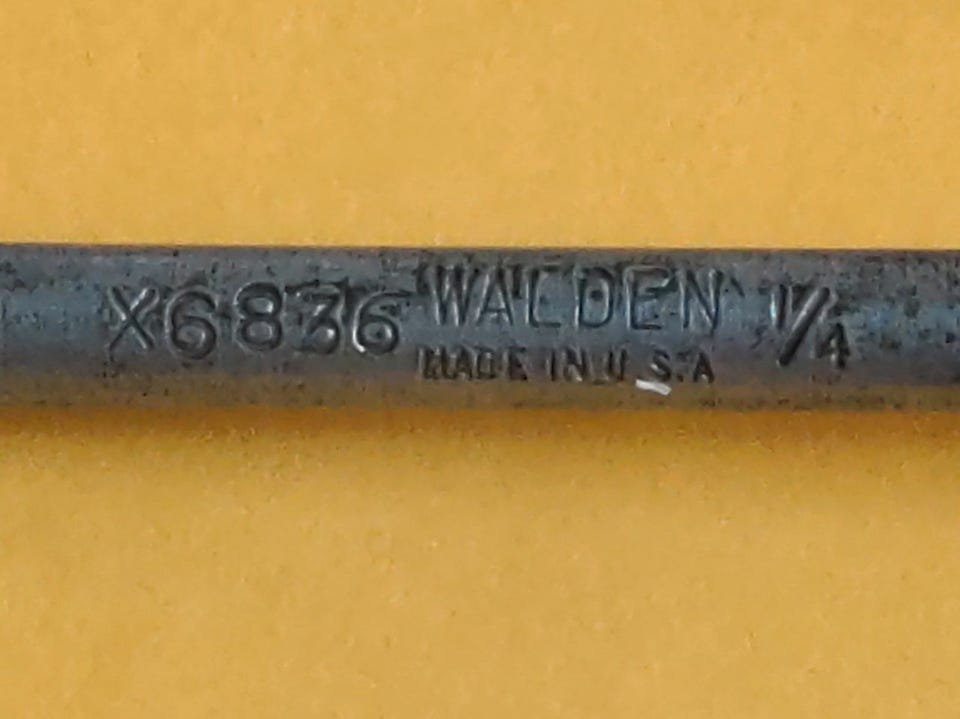 X6836 WALDEN 1/4
MADE IN U.S.A